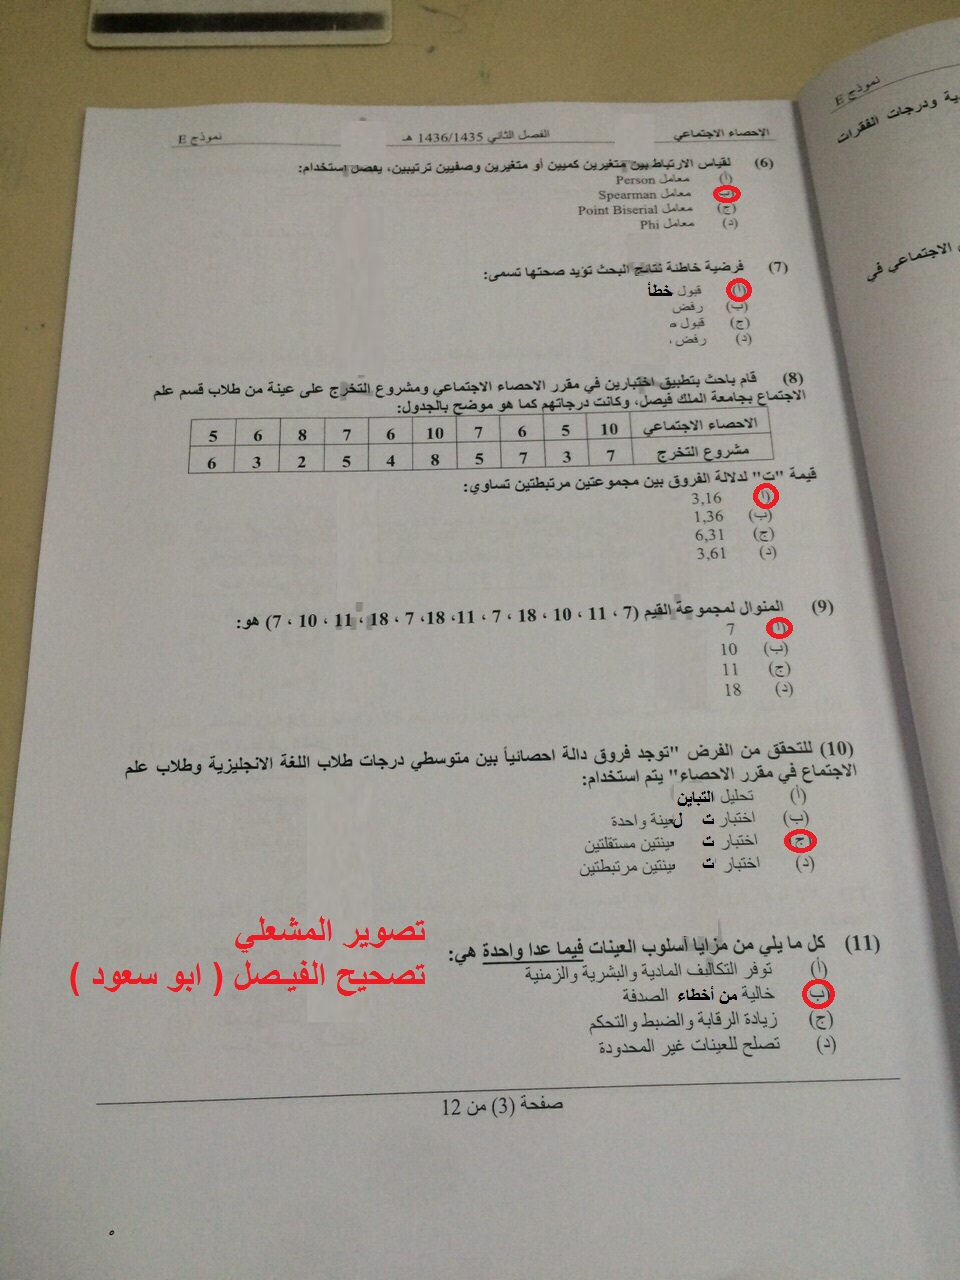 الإحصاء الاجتماعي الفصل الثاني 1436/1435 هـ نموذج E
(6) لقياس الارتباط بين متغيرين كميين أو متغيرين وصفيين ترتيبيين، يفضل استخدام:
(أ) معامل Person
(ب) معامل Spearman
(ج) معامل Point Biserial
(د) معامل Phi
(7) فرضية خاطئة نتائج البحث تؤيد صحتها تسمى:
(أ) قبول خطأ
(ب) رفض
(ج) قبول
(د) رفض
(8) قام باحث بتطبيق اختبارين في مقرر الاحصاء الاجتماعي ومشروع التخرج على عينة من طلاب قسم علم
الاجتماع بجامعة الملك فيصل، وكانت درجاتهم كما هو موضح بالجدول:
الاحصاء الاجتماعي 10 5 6 7 10 6 7 8 6 5
مشروع التخرج 7 3 7 5 8 4 5 2 3 6
قيمة "ت" لدلالة الفروق بين مجموعتين مرتبطتين تساوي:
(أ) 3,16
(ب) 1,36
(ج) 6,31
(د) 3,61
(9) المنوال لمجموعة القيم (7 ، 11 ، 10 ، 18 ، 7 ، 11، 18، 7 ، 18 ، 11 ، 10 ، 7) هو:
(أ) 7
(ب) 10
(ج) 11
(د) 18
(10) للتحقق من الفرض "توجد فروق دالة احصائياً بين متوسطي درجات طلاب اللغة الانجليزية وطلاب علم
الاجتماع في مقرر الاحصاء" يتم استخدام:
(أ) تحليل التباين
(ب) اختبار ت لعينة واحدة
(ج) اختبار ت عينتين مستقلتين
(د) اختبار ت عينتين مرتبطتين
(11) كل ما يلي من مزايا أسلوب العينات فيما عدا واحدة هي:
(أ) توفر التكاليف المادية والبشرية والزمنية
(ب) خالية من أخطاء الصدفة
(ج) زيادة الرقابة والضبط والتحكم
(د) تصلح للعينات غير المحدودة
تصوير المشعلي
تصحيح الفيصل ( ابو سعود )
صفحة (3) من 12
نموذج E
ودرجات الفقرات
الاجتماعي في